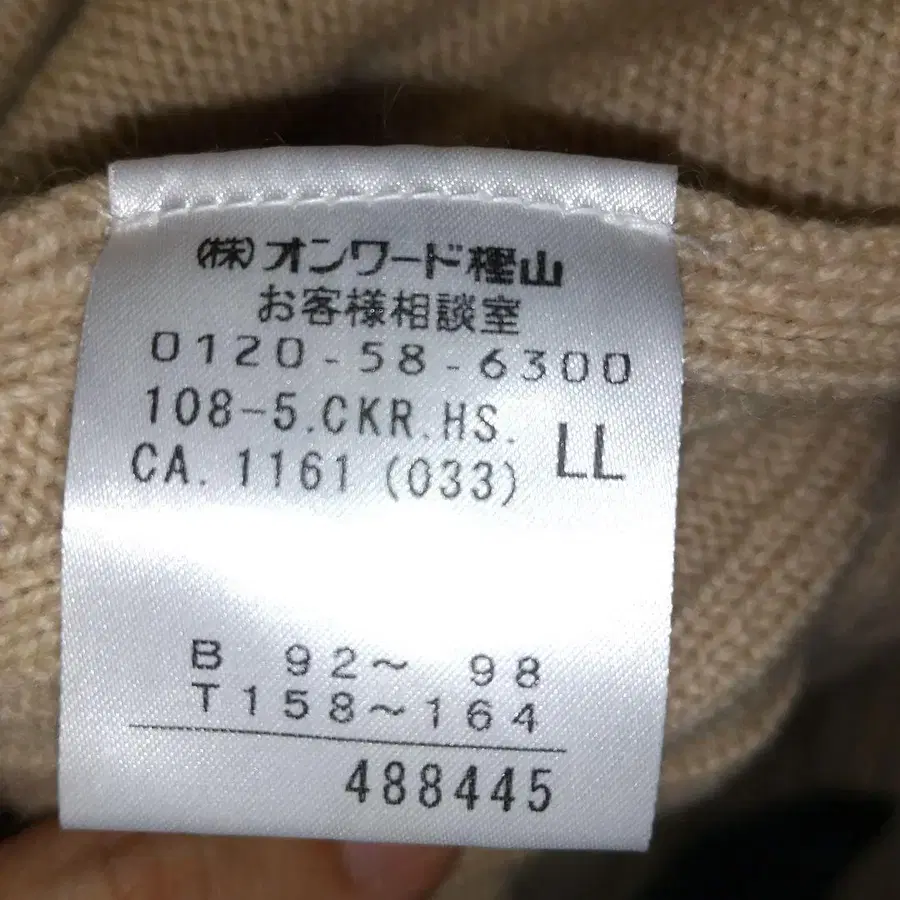 ㈱オンワード樫山
お客様相談室
0120-58-6300
108-5.CKR.HS.
CA.1161(033) LL
B 92～ 98
T158～164
488445